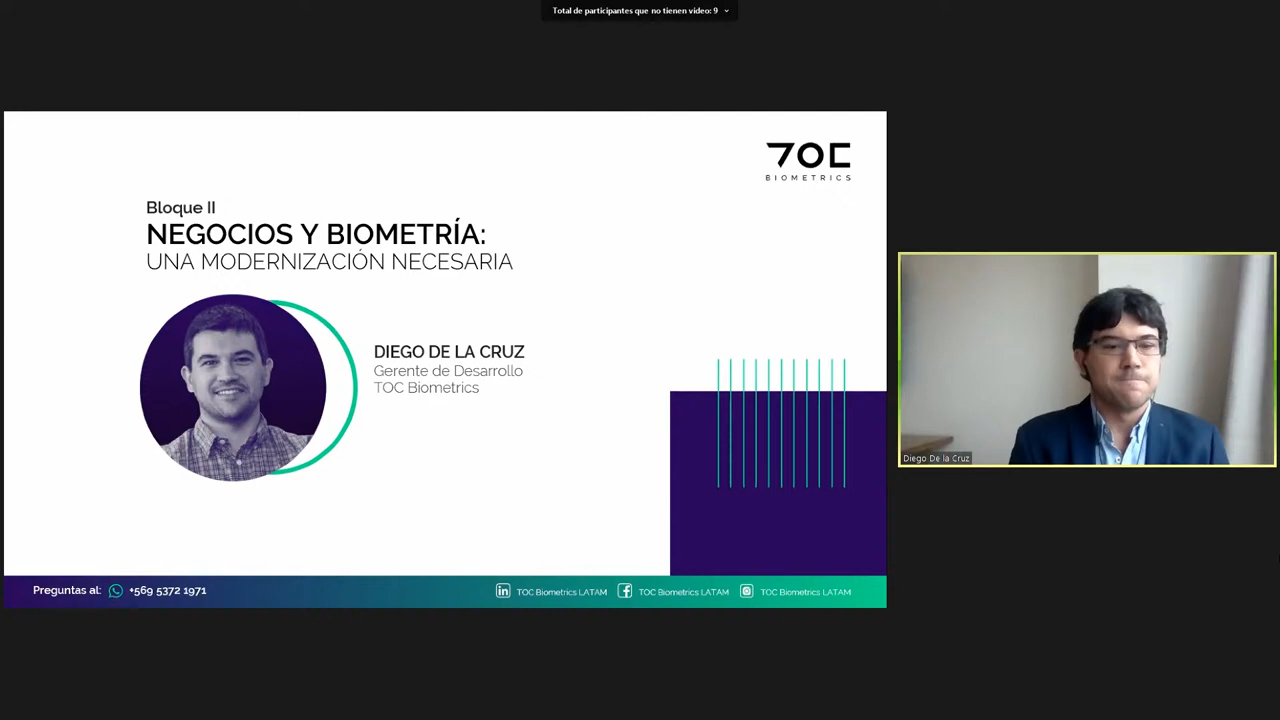 Total de participantes que no tienen video: 9
TOC
BIOMETRICS
Bloque II
NEGOCIOS Y BIOMETRÍA:
UNA MODERNIZACIÓN NECESARIA
DIEGO DE LA CRUZ
Gerente de Desarrollo
TOC Biometrics
Diego De la Cruz
Preguntas al: +569 5372 1971
TOC Biometrics LATAM
TOC Biometrics LATAM
TOC Biometrics LATAM